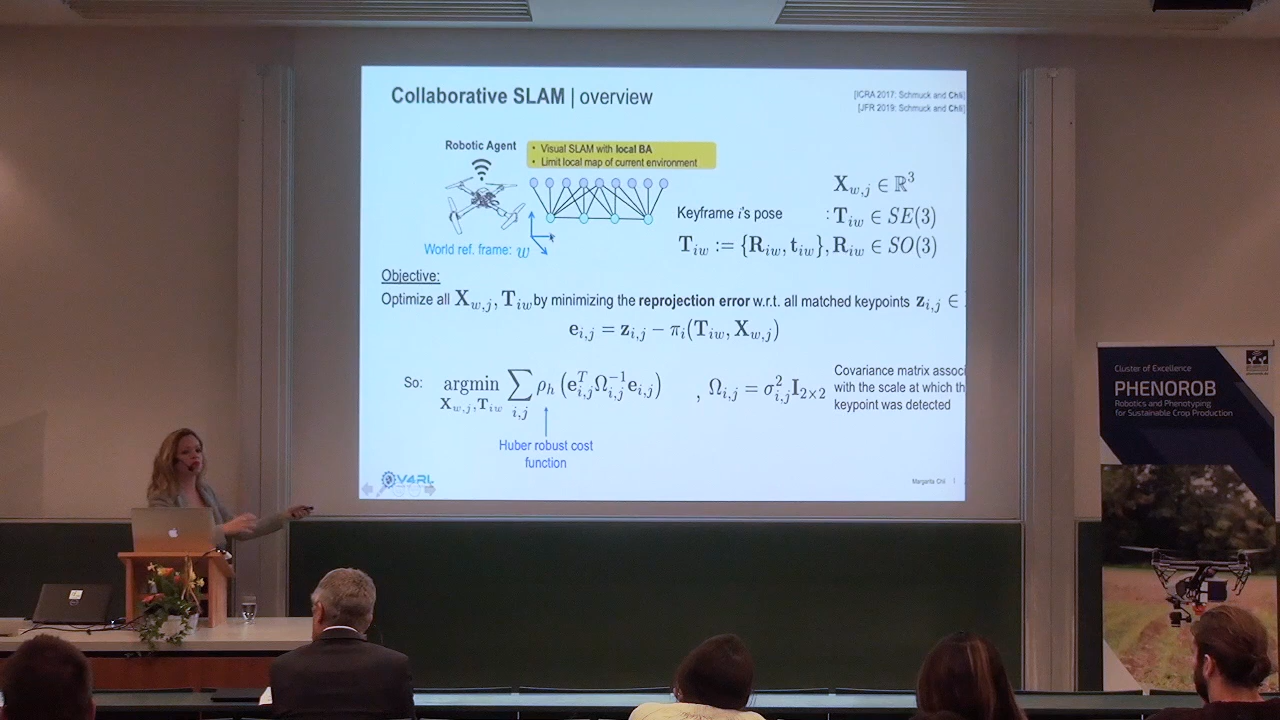 Collaborative SLAM | overview
[ICRA 2017: Schmuck and Chli]
[JFR 2019: Schmuck and Chli]
Robotic Agent
• Visual SLAM with local BA
• Limit local map of current environment
World ref. frame: w
X_{w,j} ∈ ℝ³
Keyframe i's pose : T_{iw} ∈ SE(3)
T_{iw} := {R_{iw}, t_{iw}}, R_{iw} ∈ SO(3)
Objective:
Optimize all X_{w,j}, T_{iw} by minimizing the reprojection error w.r.t. all matched keypoints z_{i,j} ∈
e_{i,j} = z_{i,j} − π_i(T_{iw}, X_{w,j})
So: argmin_{X_{w,j},T_{iw}} ∑_{i,j} ρ_h (e_{i,j}^T Ω_{i,j}^{-1} e_{i,j}) , Ω_{i,j} = σ_{i,j}^2 I_{2×2}
Covariance matrix associ
with the scale at which th
keypoint was detected
Huber robust cost
function
V4RL
Margarita Chli
Cluster of Excellence
PHENOROB
Robotics and Phenotyping
for Sustainable Crop Production